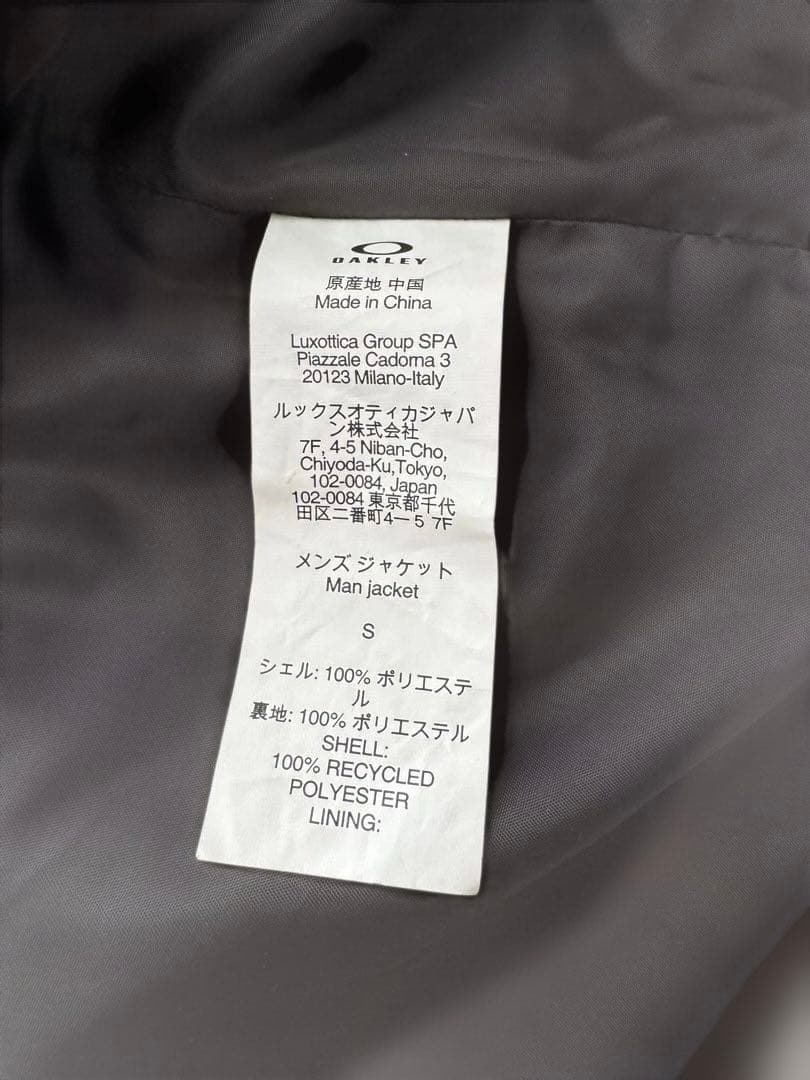 OAKLEY
原産地 中国
Made in China
Luxottica Group SPA
Piazzale Cadorna 3
20123 Milano-Italy
ルックスオティカジャパ
ン株式会社
7F, 4-5 Niban-Cho,
Chiyoda-Ku,Tokyo,
102-0084, Japan
102-0084 東京都千代
田区二番町4ー5 7F
メンズ ジャケット
Man jacket
S
シェル: 100% ポリエステ
ル
裏地: 100% ポリエステル
SHELL:
100% RECYCLED
POLYESTER
LINING: